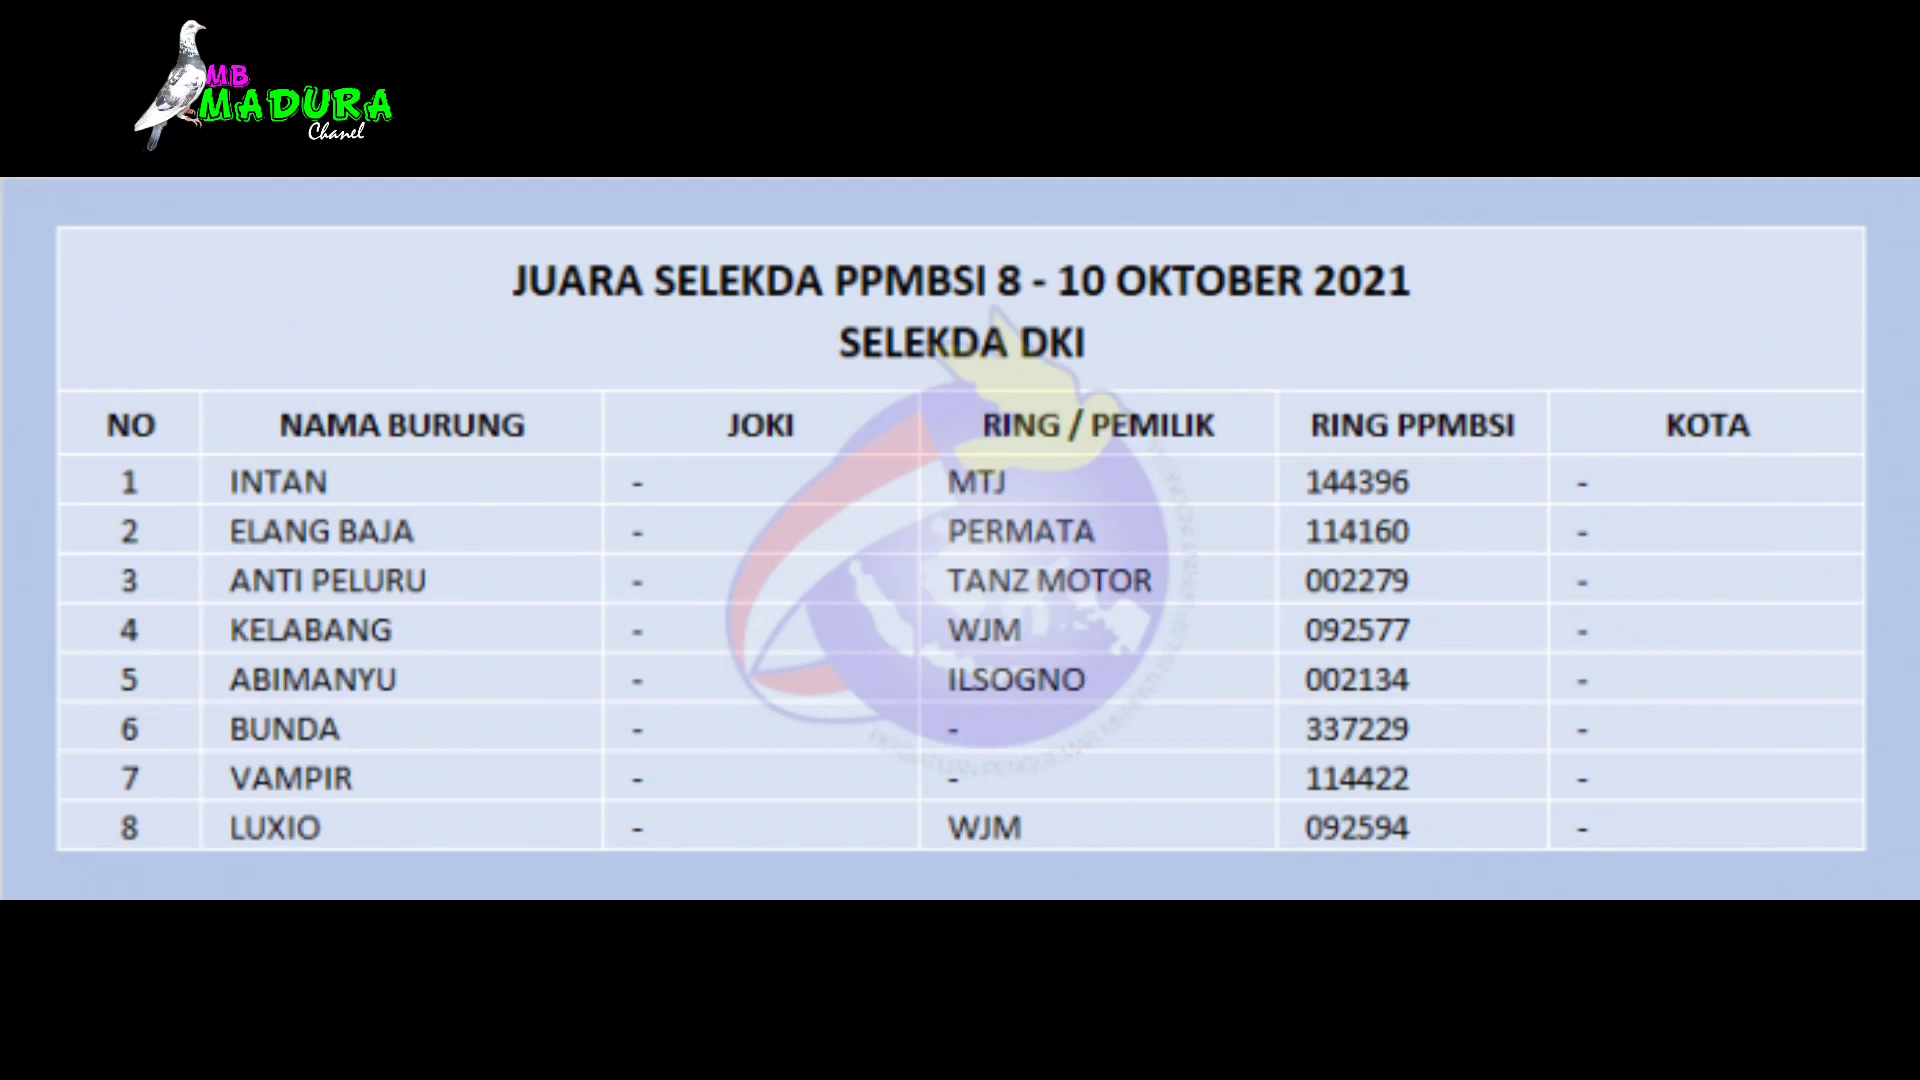 MB
MADURA
Chanel
JUARA SELEKDA PPMBSI 8 - 10 OKTOBER 2021
SELEKDA DKI
NO NAMA BURUNG JOKI RING / PEMILIK RING PPMBSI KOTA
1 INTAN - MTJ 144396 -
2 ELANG BAJA - PERMATA 114160 -
3 ANTI PELURU - TANZ MOTOR 002279 -
4 KELABANG - WJM 092577 -
5 ABIMANYU - ILSOGNO 002134 -
6 BUNDA - - 337229 -
7 VAMPIR - - 114422 -
8 LUXIO - WJM 092594 -